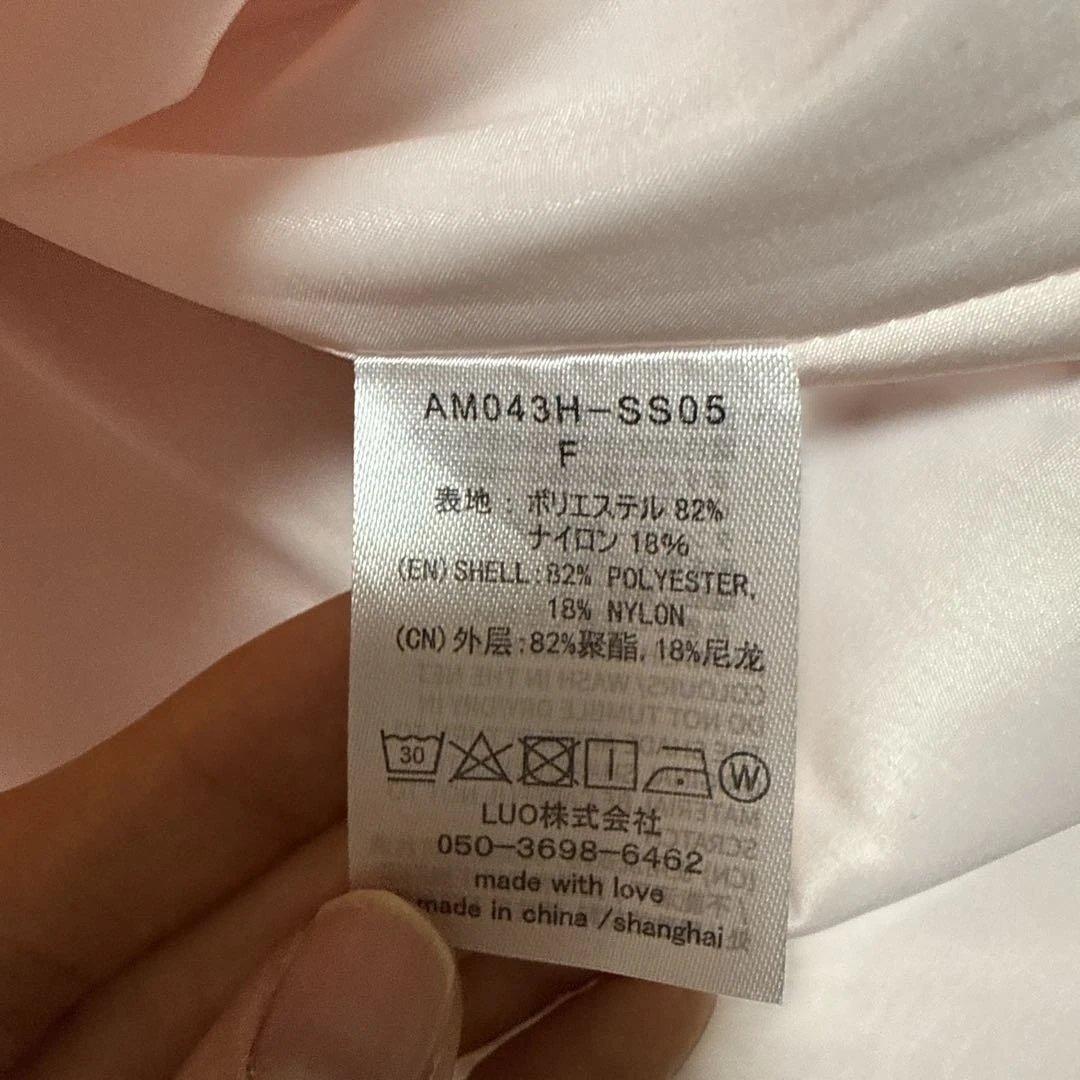 AM043H-SS05
F
表地：ポリエステル 82%
ナイロン 18%
(EN)SHELL:82% POLYESTER,
18% NYLON
(CN)外层:82%聚酯,18%尼龙
30 W
LUO株式会社
050-3698-6462
made with love
made in china /shanghai